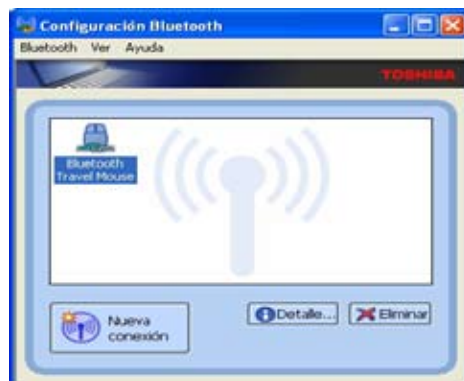 Configuración Bluetooth
Bluetooth Ver Ayuda
TOSHIBA
Bluetooth
Travel Mouse
Nueva
conexión
Detalle...
Eliminar